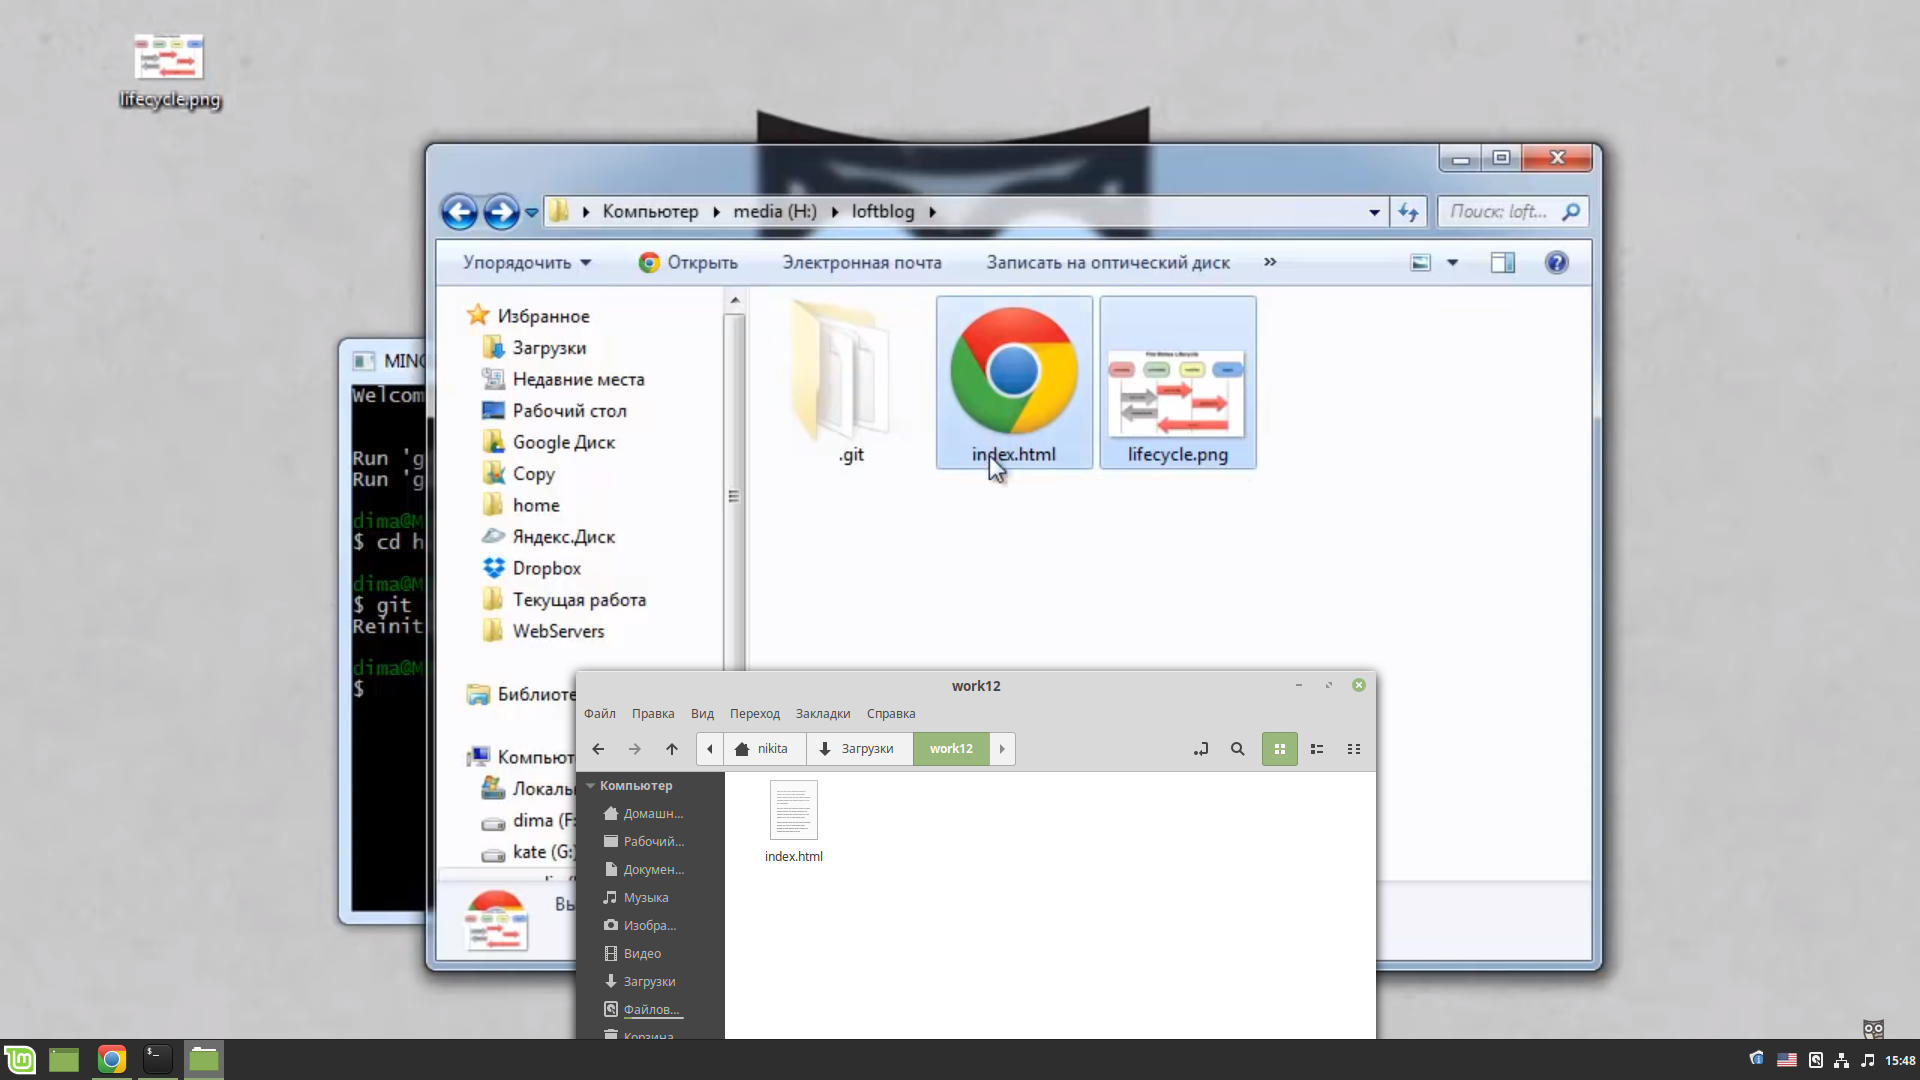 lifecycle.png
Компьютер
media (H:)
loftblog
Поиск: loft...
Упорядочить
Открыть
Электронная почта
Записать на оптический диск
»
Избранное
Загрузки
Недавние места
Рабочий стол
Google Диск
Copy
home
Яндекс.Диск
Dropbox
Текущая работа
WebServers
Библиоте
Компьют
Локаль
dima (F:
kate (G:)
.git
index.html
lifecycle.png
Вы
MING
Welcom
Run 'g
Run 'g
dima@M
$ cd h
dima@M
$ git
Reinit
dima@M
$
work12
Файл Правка Вид Переход Закладки Справка
nikita
Загрузки
work12
Компьютер
Домашн...
Рабочий...
Докумен...
Музыка
Изобра...
Видео
Загрузки
Файлов...
Корзина
index.html
15:48